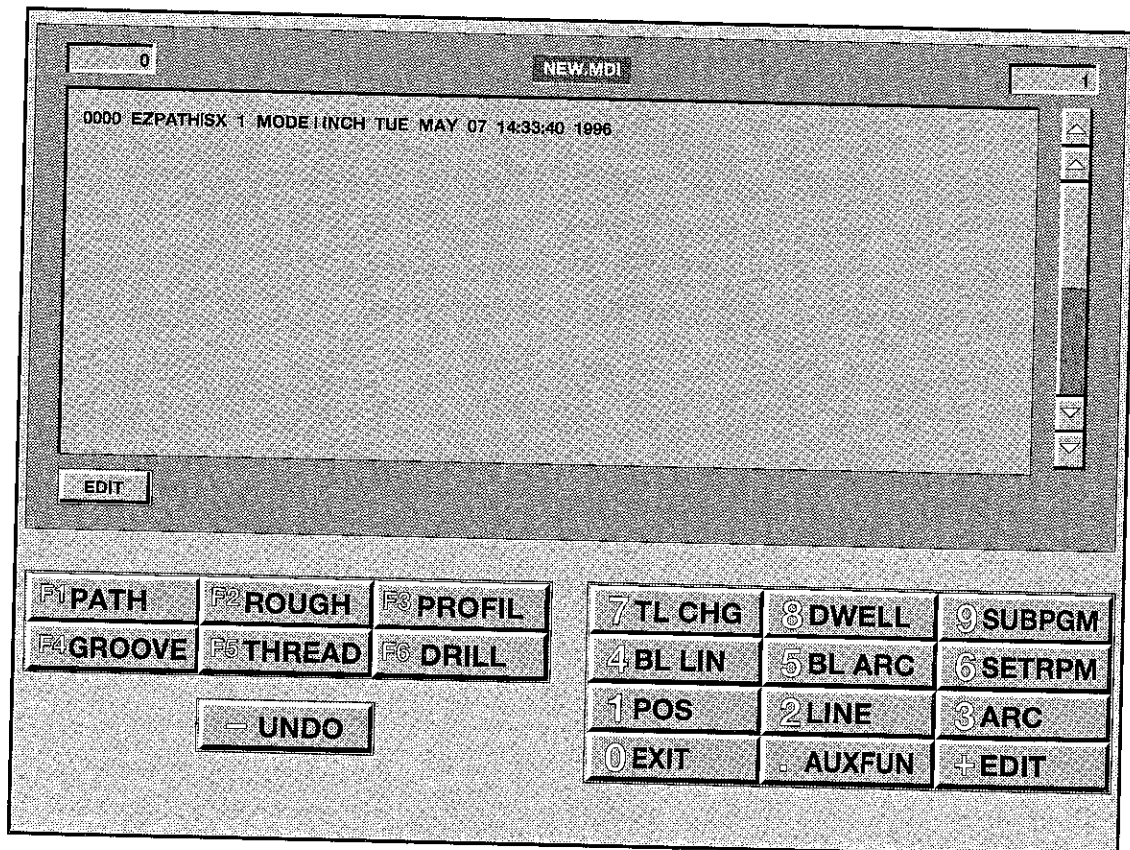 0
NEW.MDI
1
0000 EZPATH|SX 1 MODE|INCH TUE MAY 07 14:33:40 1996
EDIT
F1 PATH F2 ROUGH F3 PROFIL
F4 GROOVE F5 THREAD F6 DRILL
- UNDO
7 TL CHG 8 DWELL 9 SUBPGM
4 BL LIN 5 BL ARC 6 SETRPM
1 POS 2 LINE 3 ARC
0 EXIT . AUXFUN + EDIT